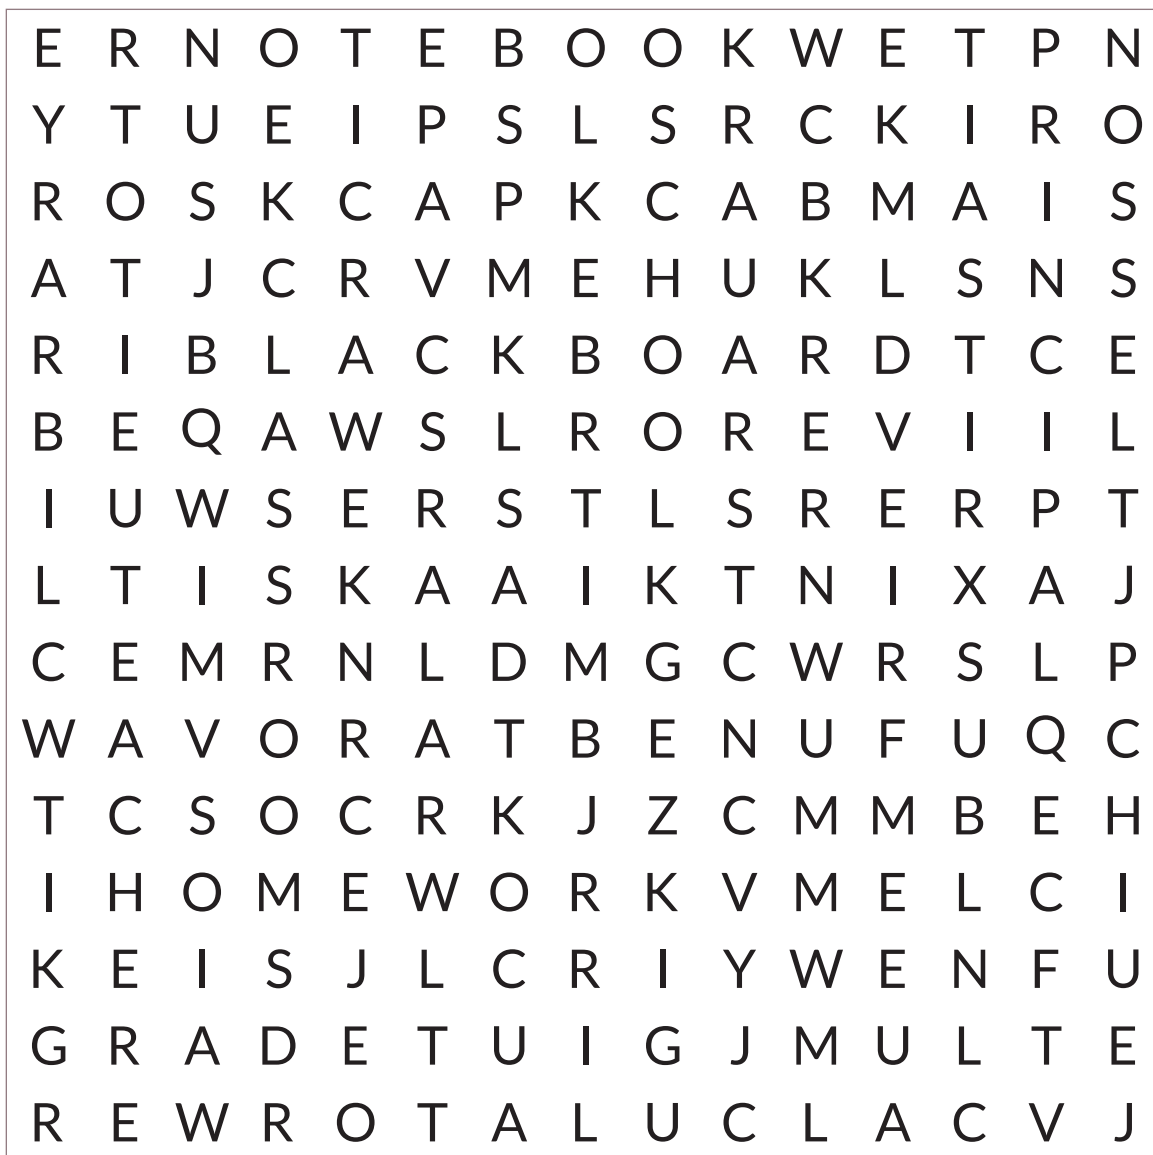 E R N O T E B O O K W E T P N
Y T U E I P S L S R C K I R O
R O S K C A P K C A B M A I S
A T J C R V M E H U K L S N S
R I B L A C K B O A R D T C E
B E Q A W S L R O R E V I I L
I U W S E R S T L S R E R P T
L T I S K A A I K T N I X A J
C E M R N L D M G C W R S L P
W A V O R A T B E N U F U Q C
T C S O C R K J Z C M M B E H
I H O M E W O R K V M E L C I
K E I S J L C R I Y W E N F U
G R A D E T U I G J M U L T E
R E W R O T A L U C L A C V J